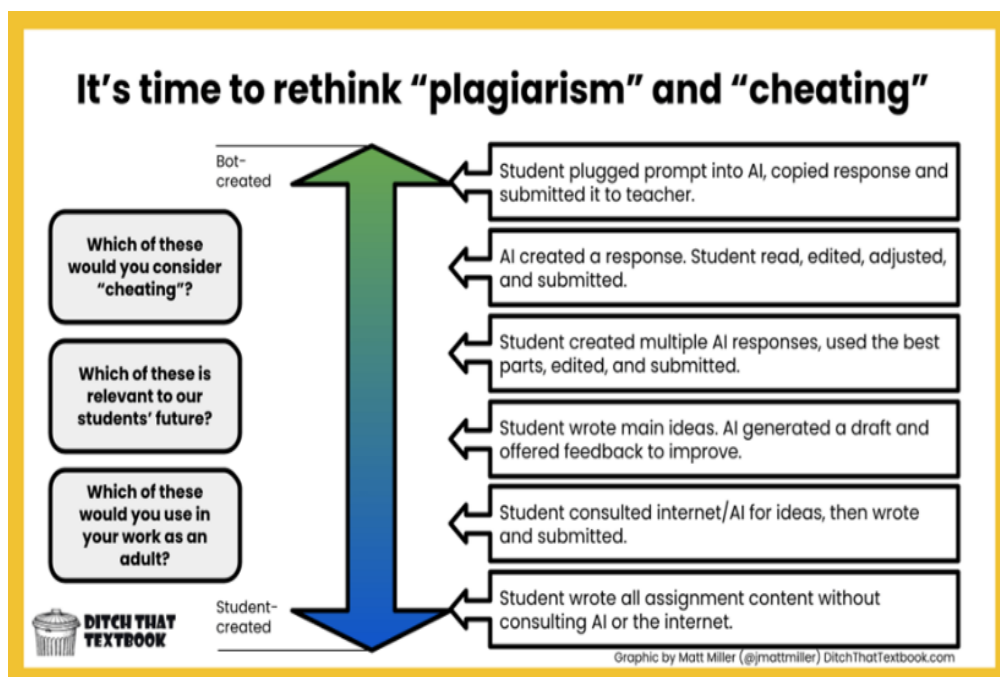 It's time to rethink “plagiarism” and “cheating”
Bot-
created
Student plugged prompt into AI, copied response and
submitted it to teacher.
Which of these
would you consider
“cheating”?
AI created a response. Student read, edited, adjusted,
and submitted.
Student created multiple AI responses, used the best
parts, edited, and submitted.
Which of these is
relevant to our
students' future?
Student wrote main ideas. AI generated a draft and
offered feedback to improve.
Which of these
would you use in
your work as an
adult?
Student consulted internet/AI for ideas, then wrote
and submitted.
Student-
created
Student wrote all assignment content without
consulting AI or the internet.
DITCH THAT
TEXTBOOK
Graphic by Matt Miller (@jmattmiller) DitchThatTextbook.com